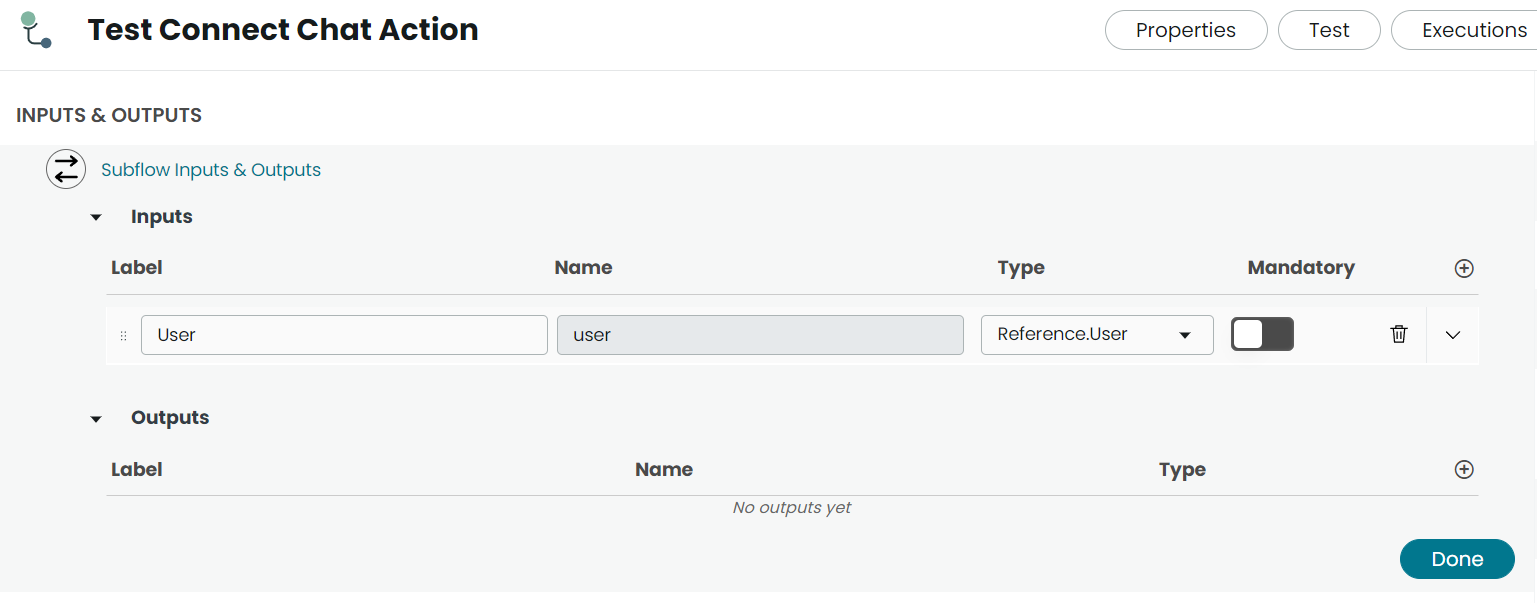 Test Connect Chat Action
Properties Test Executions
INPUTS & OUTPUTS
Subflow Inputs & Outputs
Inputs
Label Name Type Mandatory
User user Reference.User
Outputs
Label Name Type
No outputs yet
Done